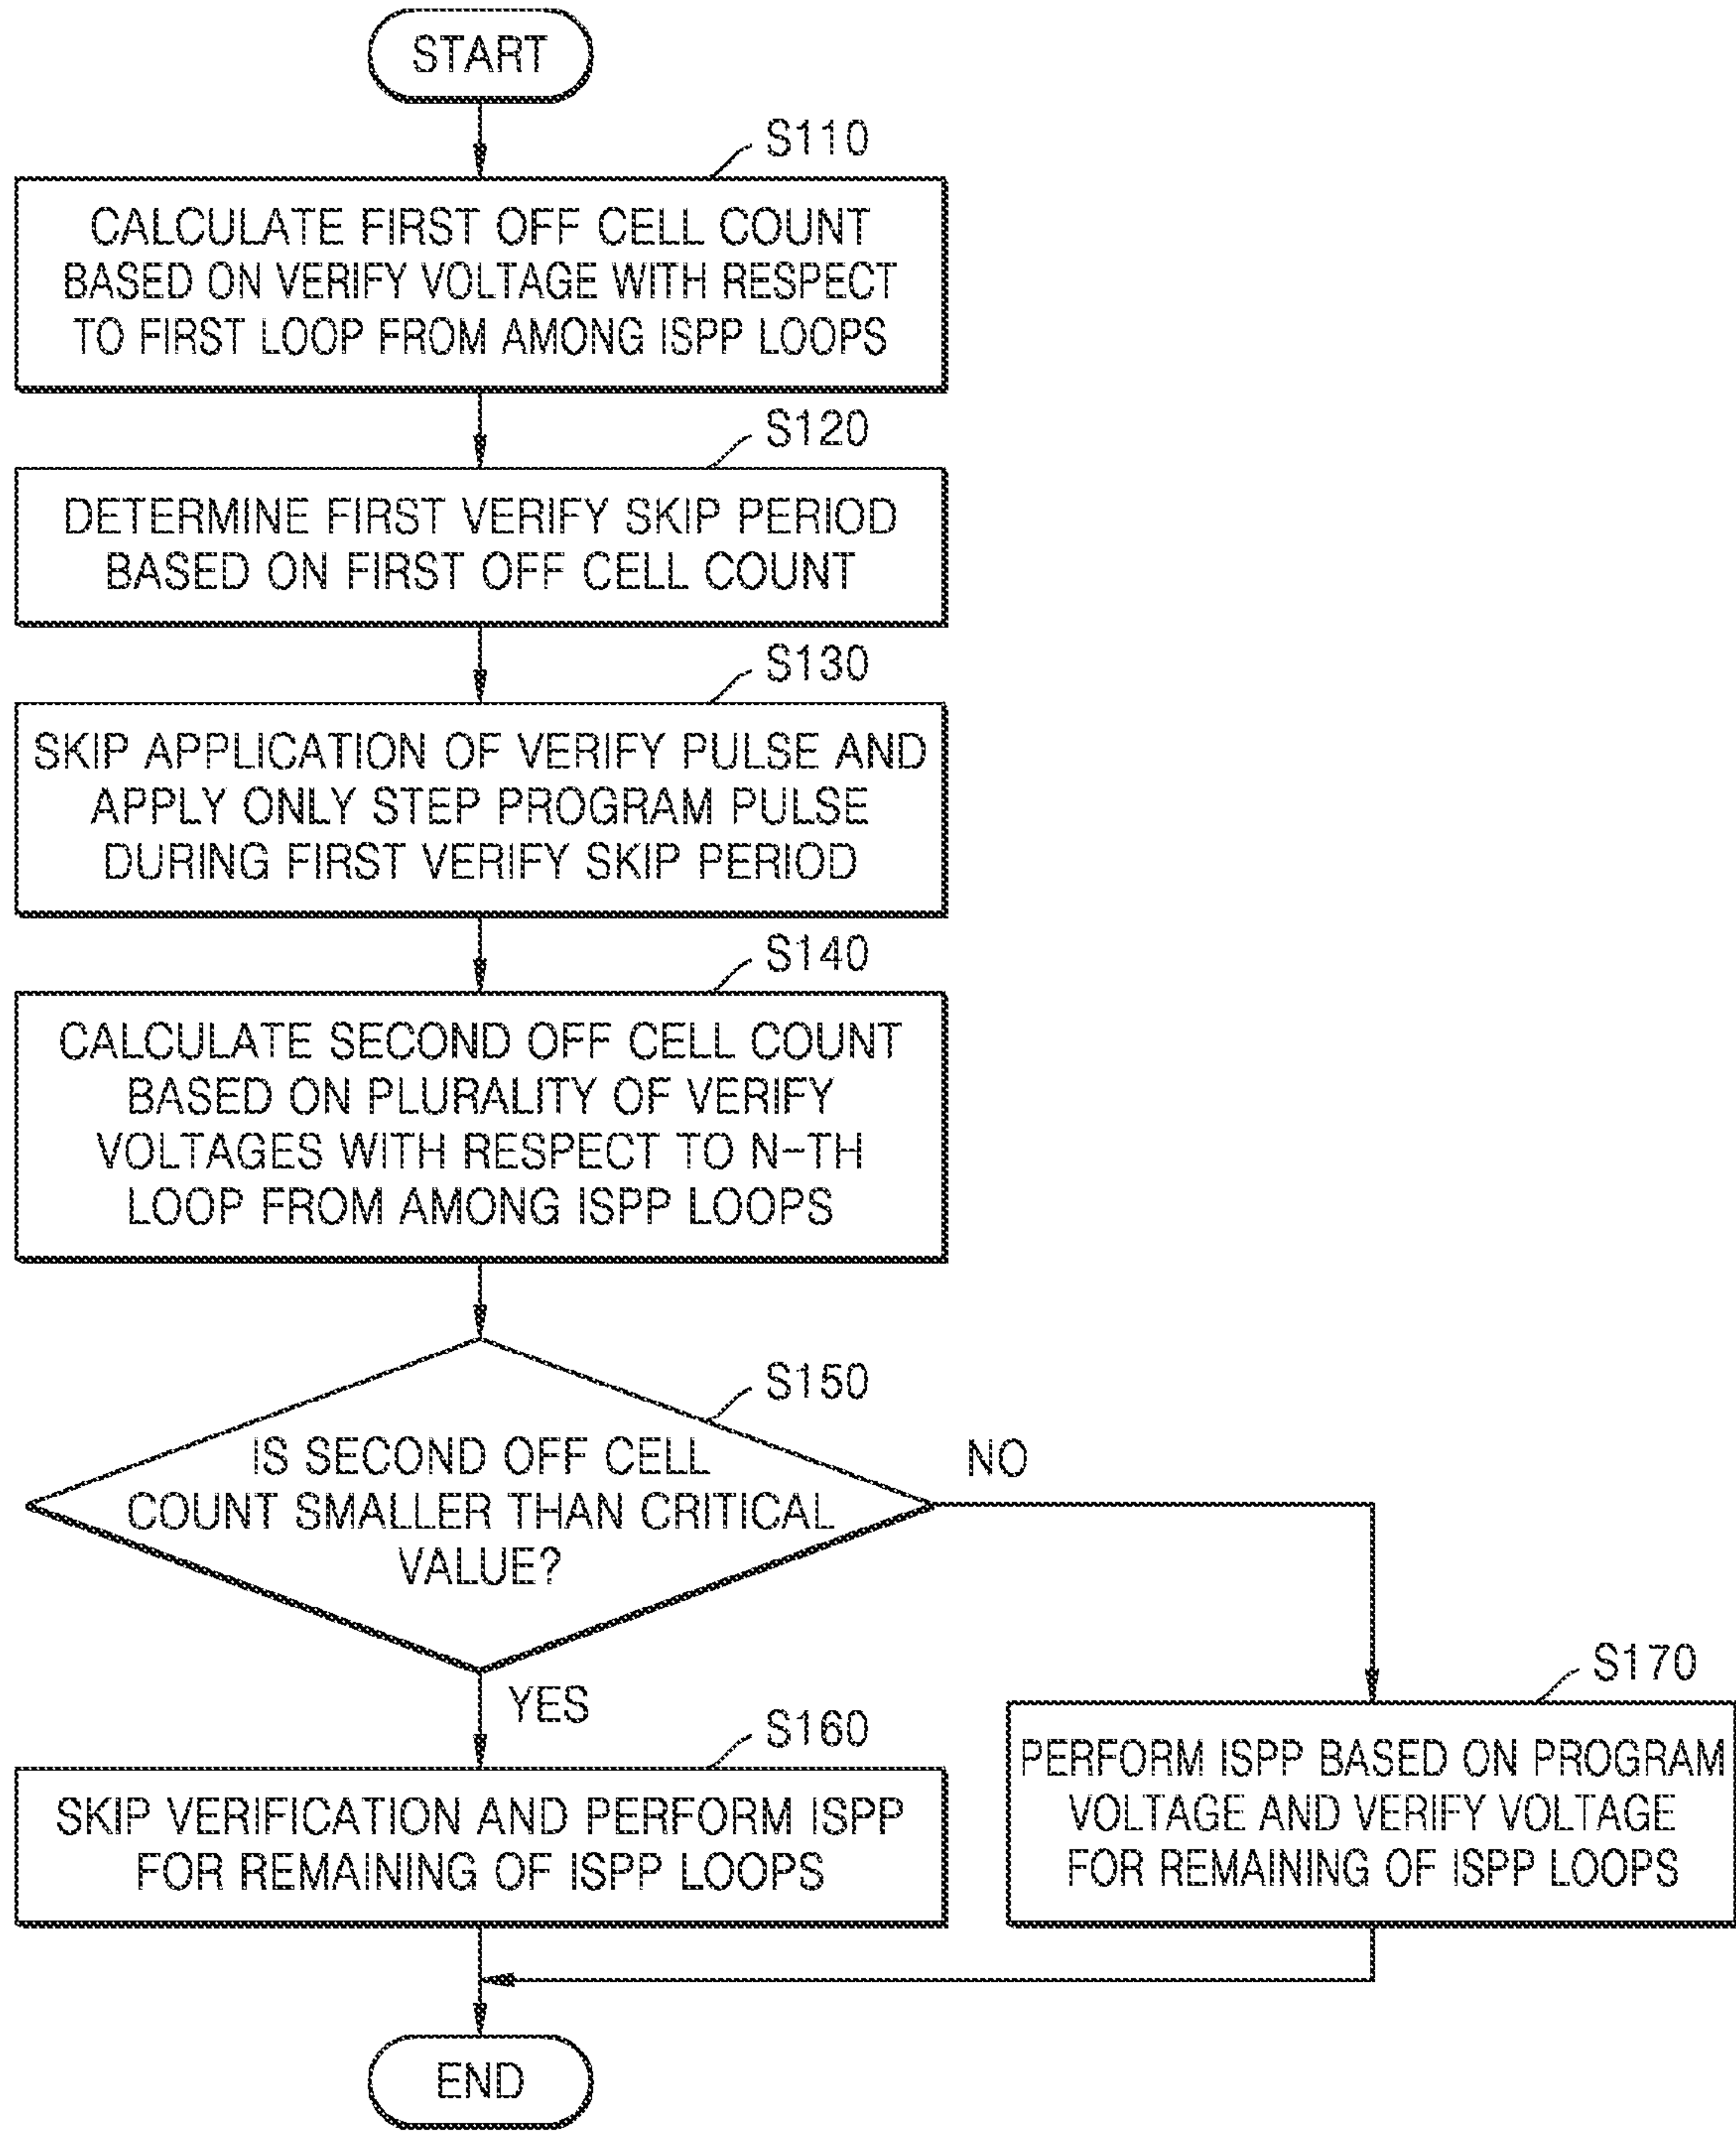 START
S110
CALCULATE FIRST OFF CELL COUNT
BASED ON VERIFY VOLTAGE WITH RESPECT
TO FIRST LOOP FROM AMONG ISPP LOOPS
S120
DETERMINE FIRST VERIFY SKIP PERIOD
BASED ON FIRST OFF CELL COUNT
S130
SKIP APPLICATION OF VERIFY PULSE AND
APPLY ONLY STEP PROGRAM PULSE
DURING FIRST VERIFY SKIP PERIOD
S140
CALCULATE SECOND OFF CELL COUNT
BASED ON PLURALITY OF VERIFY
VOLTAGES WITH RESPECT TO N-TH
LOOP FROM AMONG ISPP LOOPS
S150
IS SECOND OFF CELL
COUNT SMALLER THAN CRITICAL
VALUE?
NO
YES
S160
SKIP VERIFICATION AND PERFORM ISPP
FOR REMAINING OF ISPP LOOPS
S170
PERFORM ISPP BASED ON PROGRAM
VOLTAGE AND VERIFY VOLTAGE
FOR REMAINING OF ISPP LOOPS
END